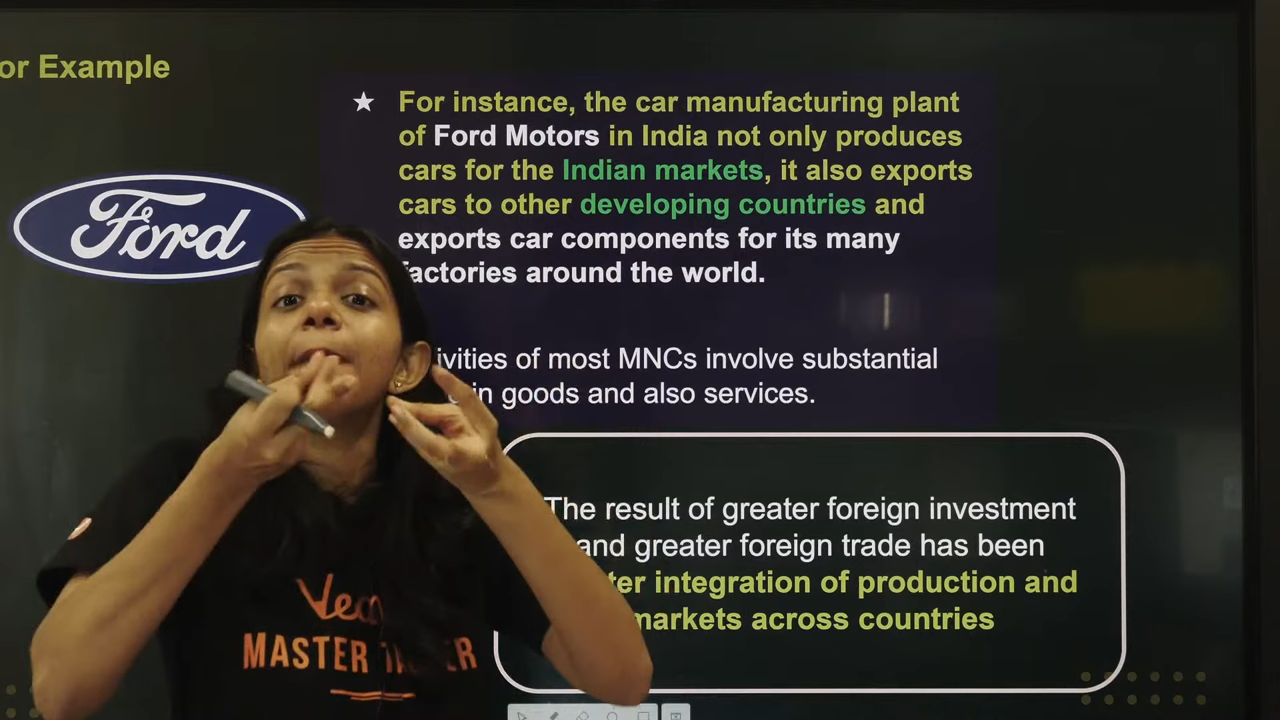 or Example
★ For instance, the car manufacturing plant
of Ford Motors in India not only produces
cars for the Indian markets, it also exports
cars to other developing countries and
exports car components for its many
factories around the world.
Ford
ivities of most MNCs involve substantial
in goods and also services.
The result of greater foreign investment
and greater foreign trade has been
ter integration of production and
markets across countries
MASTER